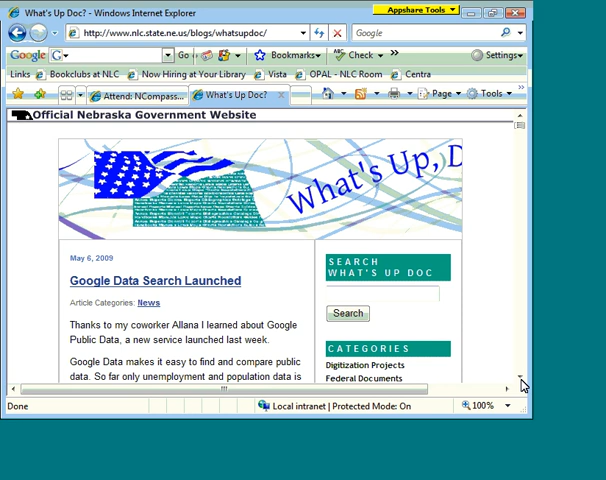 What's Up Doc? - Windows Internet Explorer
Appshare Tools
http://www.nlc.state.ne.us/blogs/whatsupdoc/
Google
Google
G
Go
Bookmarks
Check
Settings
Links
Bookclubs at NLC
Now Hiring at Your Library
Vista
OPAL - NLC Room
Centra
Attend: NCompass...
What's Up Doc?
Page
Tools
Official Nebraska Government Website
What's Up, D
May 6, 2009
Google Data Search Launched
Article Categories: News
Thanks to my coworker Allana I learned about Google
Public Data, a new service launched last week.
Google Data makes it easy to find and compare public
data. So far only unemployment and population data is
SEARCH
WHAT'S UP DOC
Search
CATEGORIES
Digitization Projects
Federal Documents
Done
Local intranet | Protected Mode: On
100%